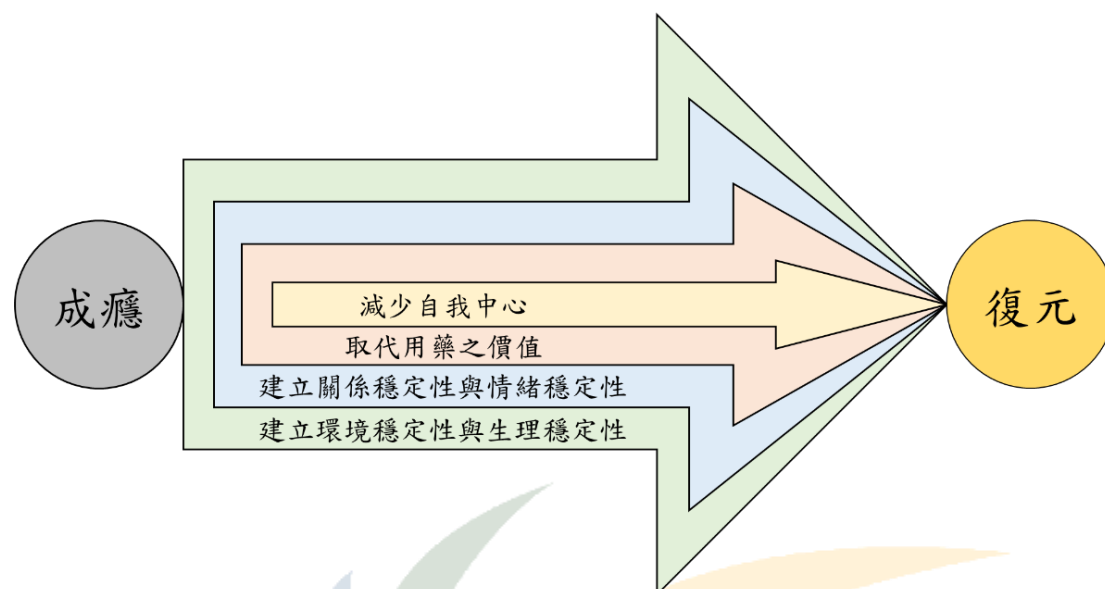 成癮
減少自我中心
取代用藥之價值
建立關係穩定性與情緒穩定性
建立環境穩定性與生理穩定性
復元